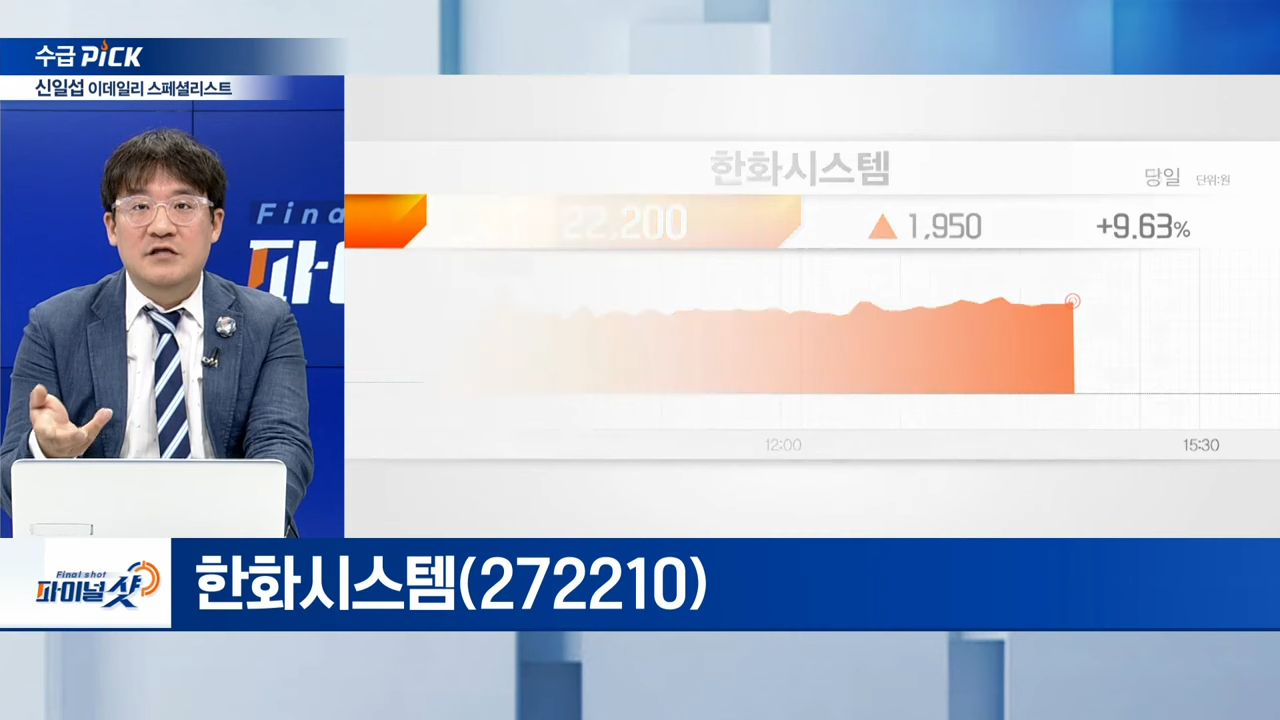 수급 PiCK
신일섭 이데일리 스페셜리스트
Fina
파이
한화시스템
당일 단위:원
22,200 ▲ 1,950 +9.63%
12:00 15:30
Final shot
파이널샷
한화시스템(272210)